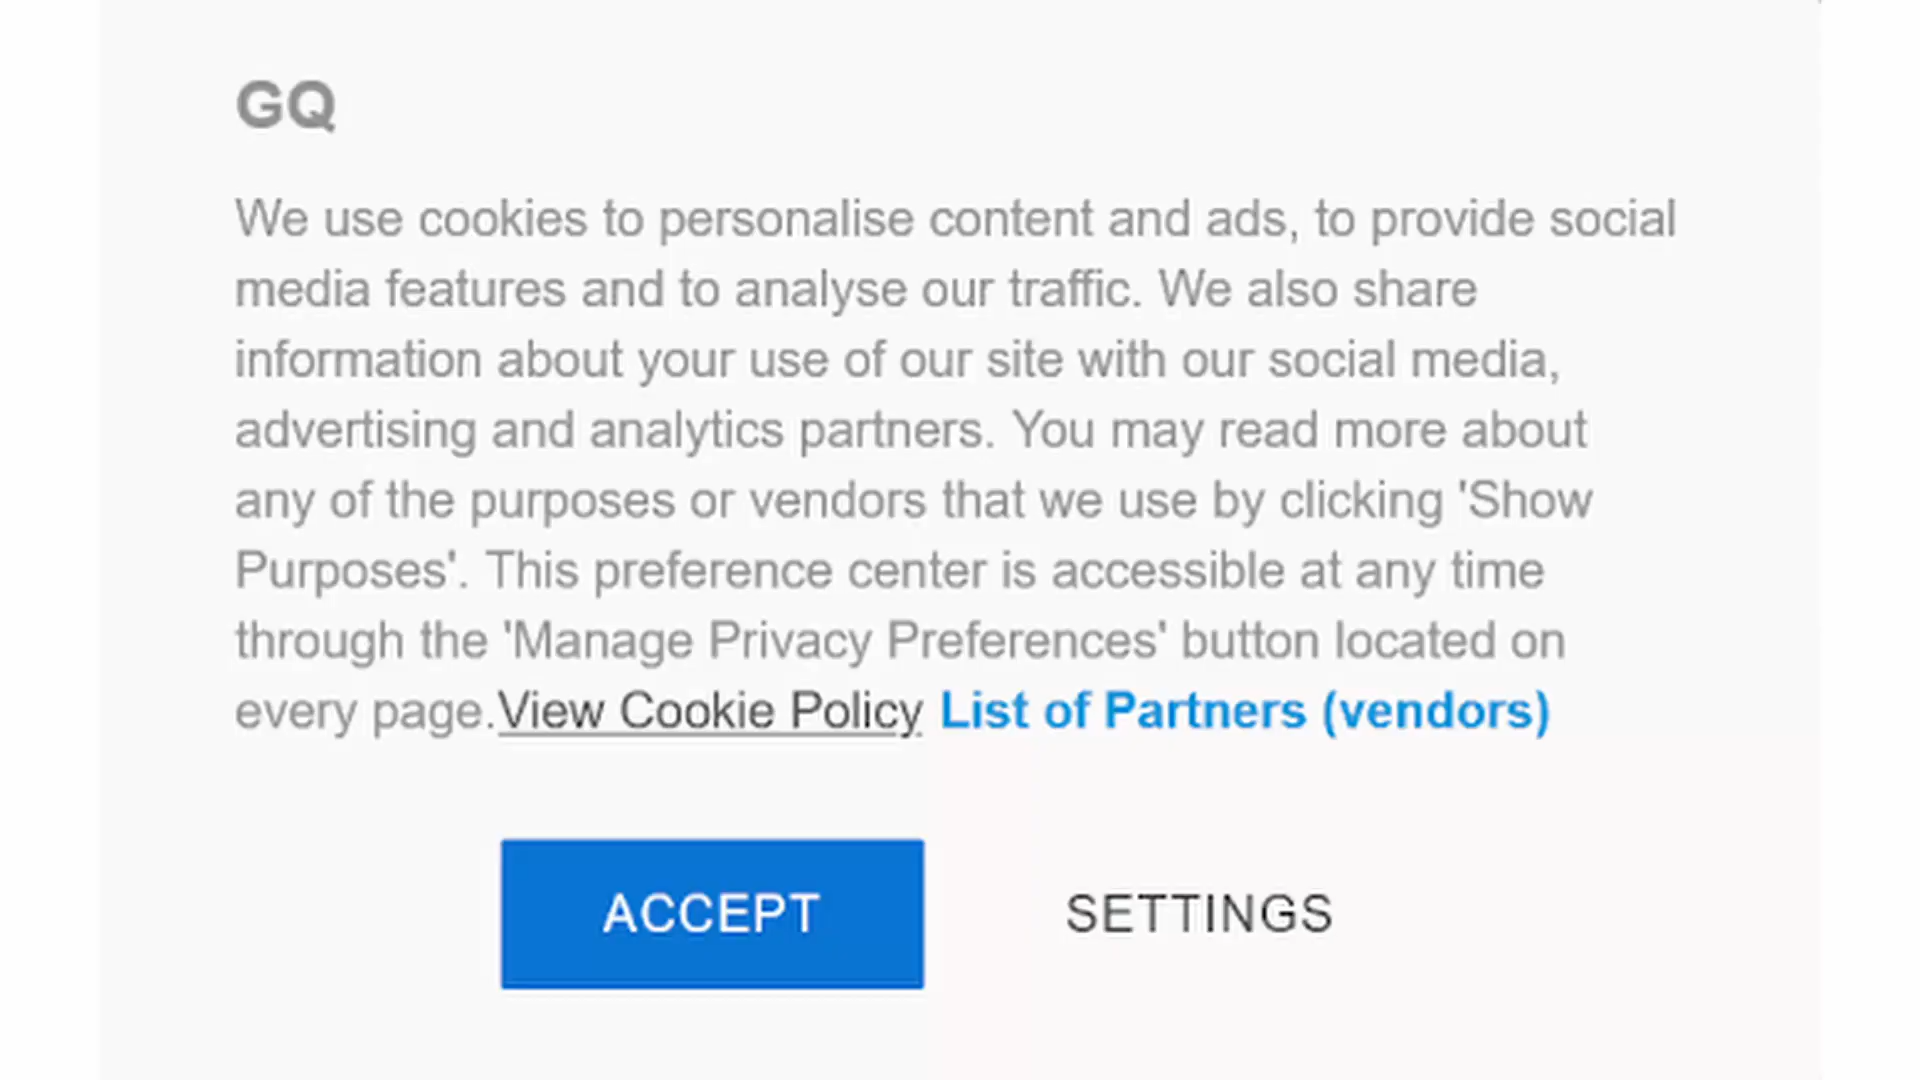 GQ
We use cookies to personalise content and ads, to provide social
media features and to analyse our traffic. We also share
information about your use of our site with our social media,
advertising and analytics partners. You may read more about
any of the purposes or vendors that we use by clicking 'Show
Purposes'. This preference center is accessible at any time
through the 'Manage Privacy Preferences' button located on
every page.View Cookie Policy List of Partners (vendors)
ACCEPT SETTINGS